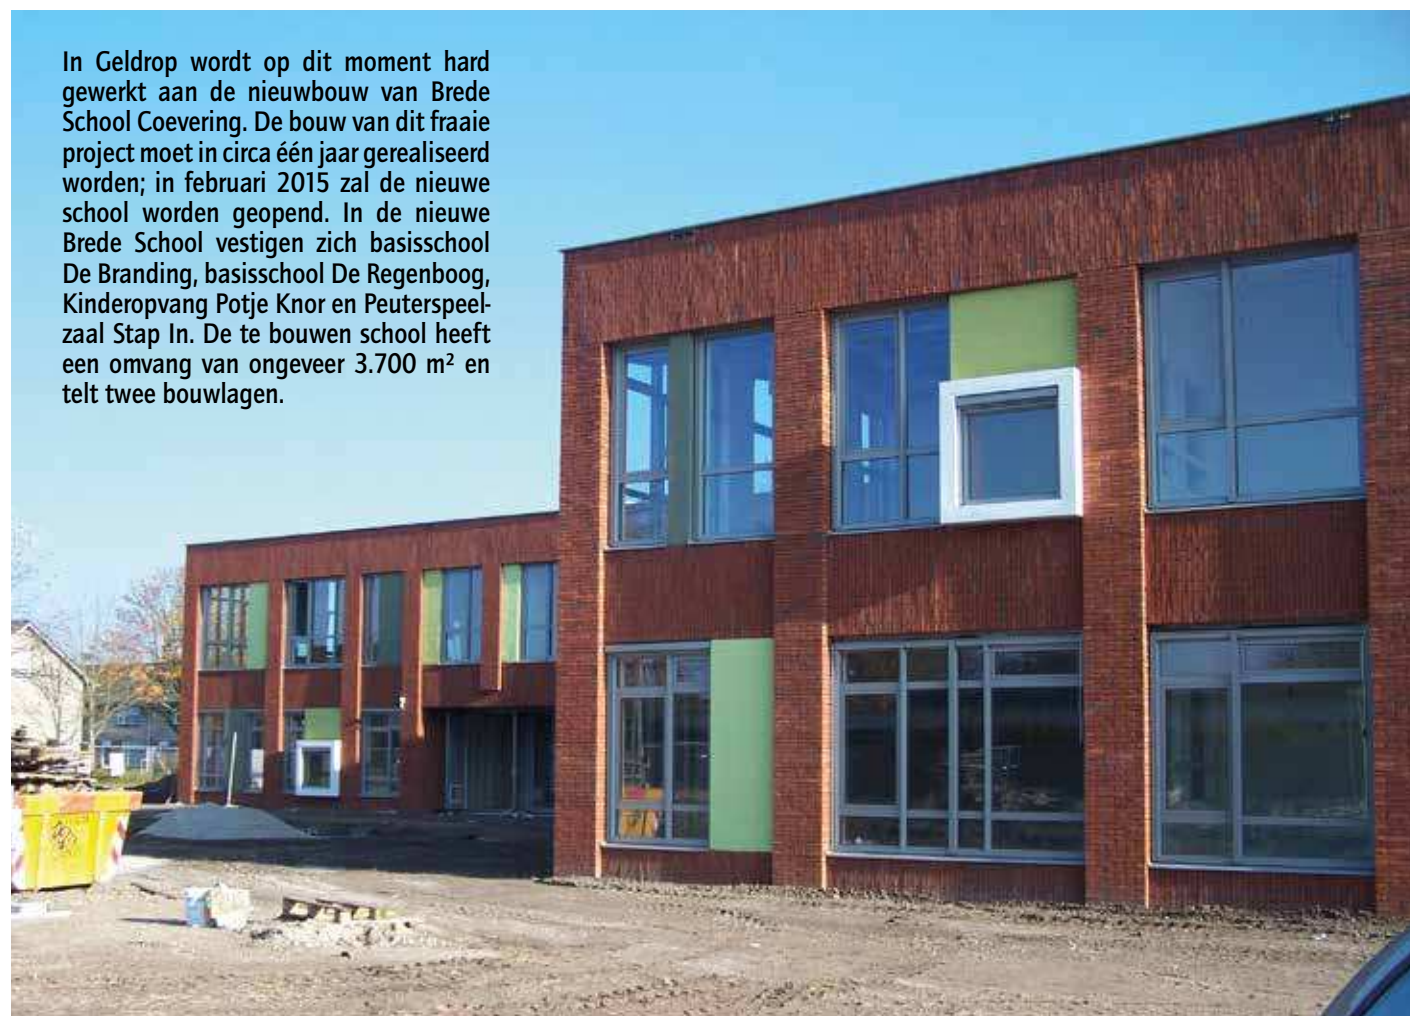 In Geldrop wordt op dit moment hard
gewerkt aan de nieuwbouw van Brede
School Coevering. De bouw van dit fraaie
project moet in circa één jaar gerealiseerd
worden; in februari 2015 zal de nieuwe
school worden geopend. In de nieuwe
Brede School vestigen zich basisschool
De Branding, basisschool De Regenboog,
Kinderopvang Potje Knor en Peuterspeel-
zaal Stap In. De te bouwen school heeft
een omvang van ongeveer 3.700 m² en
telt twee bouwlagen.